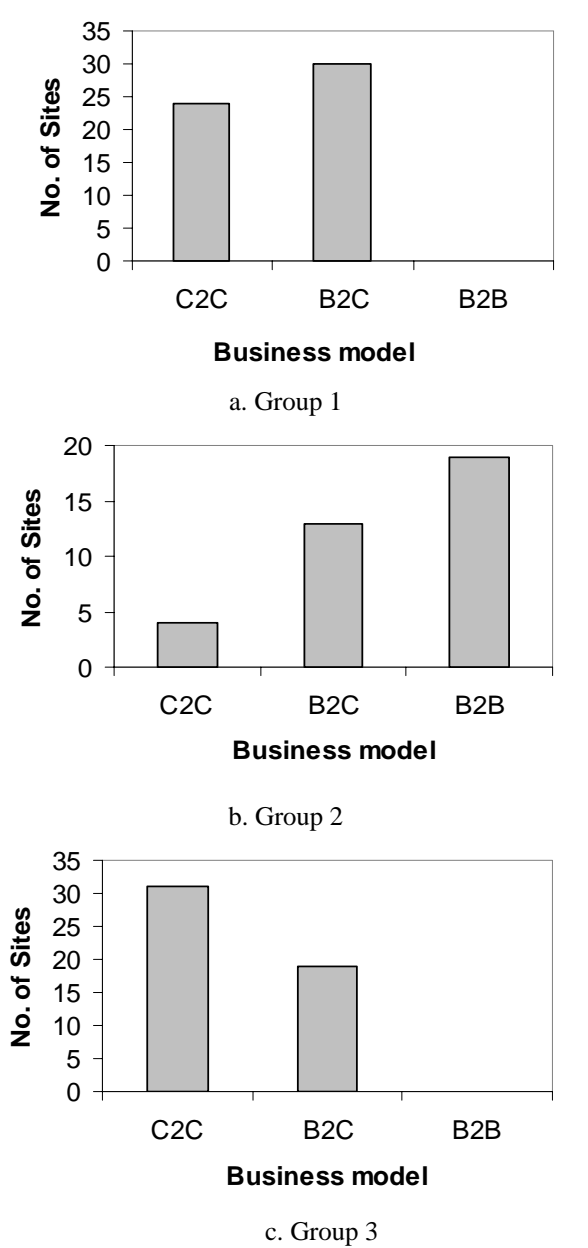 35
30
25
20
15
10
5
0
No. of Sites
C2C B2C B2B
Business model
a. Group 1
20
15
10
5
0
No. of Sites
C2C B2C B2B
Business model
b. Group 2
35
30
25
20
15
10
5
0
No. of Sites
C2C B2C B2B
Business model
c. Group 3